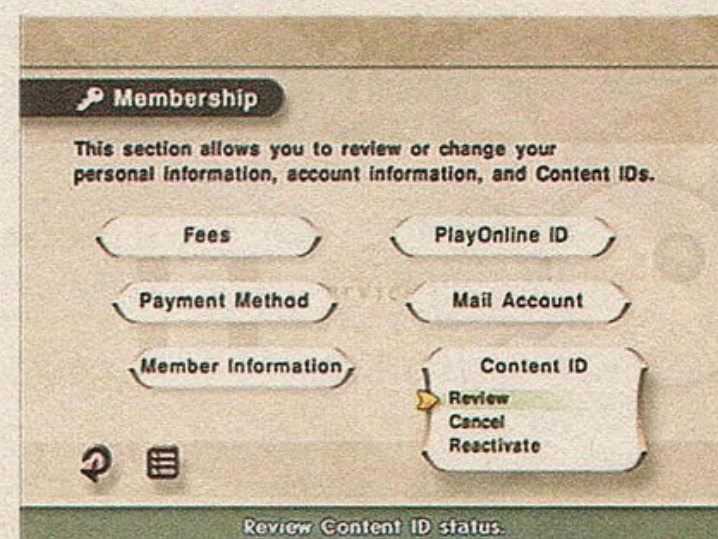 Membership
This section allows you to review or change your
personal information, account information, and Content IDs.
Fees
PlayOnline ID
Payment Method
Mail Account
Member Information
Content ID
Review
Cancel
Reactivate
Review Content ID status.